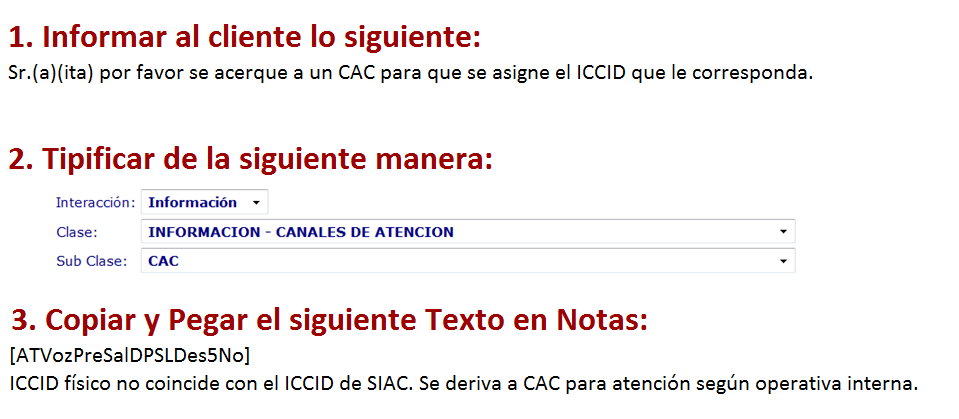 1. Informar al cliente lo siguiente:
Sr.(a)(ita) por favor se acerque a un CAC para que se asigne el ICCID que le corresponda.
2. Tipificar de la siguiente manera:
Interacción: Información
Clase: INFORMACION - CANALES DE ATENCION
Sub Clase: CAC
3. Copiar y Pegar el siguiente Texto en Notas:
[ATVozPreSalDPSLDes5No]
ICCID físico no coincide con el ICCID de SIAC. Se deriva a CAC para atención según operativa interna.